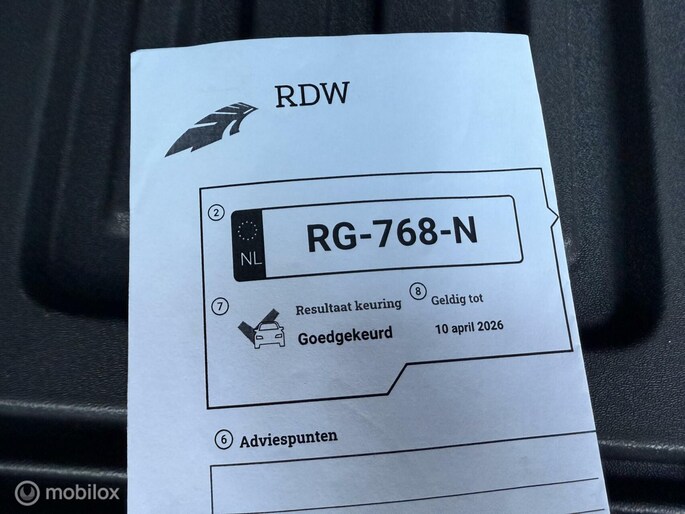 RDW
2
NL
RG-768-N
7
Resultaat keuring
Goedgekeurd
8
Geldig tot
10 april 2026
6 Adviespunten
mobilox